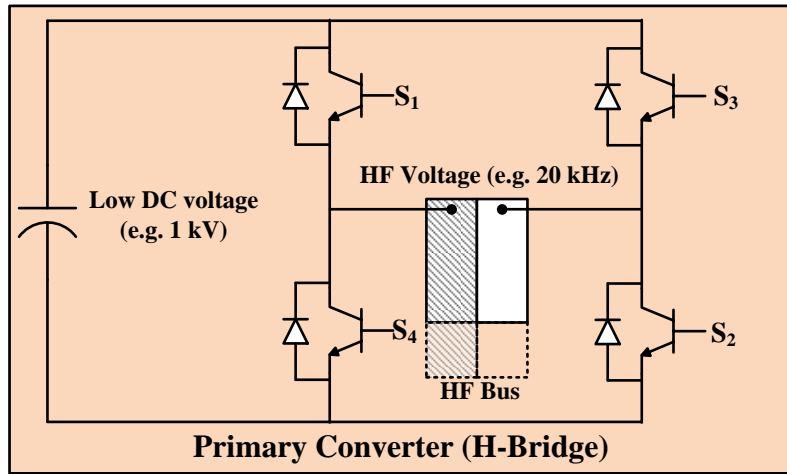 S₁
S₃
HF Voltage (e.g. 20 kHz)
Low DC voltage
(e.g. 1 kV)
S₄
S₂
HF Bus
Primary Converter (H-Bridge)